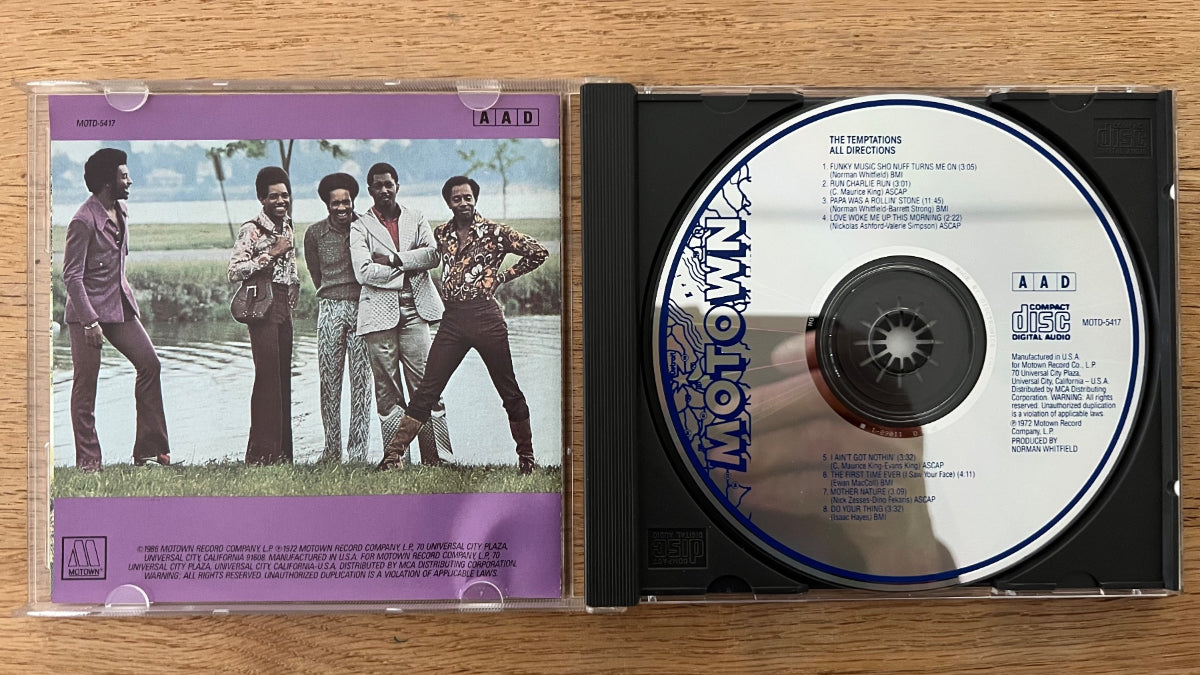 MOTD-5417
A A D
MOTOWN®
©1989 MOTOWN RECORD COMPANY, L.P. ℗1972 MOTOWN RECORD COMPANY, L.P., 70 UNIVERSAL CITY PLAZA,
UNIVERSAL CITY, CALIFORNIA 91608. MANUFACTURED IN U.S.A. FOR MOTOWN RECORD COMPANY, L.P., 70
UNIVERSAL CITY PLAZA, UNIVERSAL CITY, CALIFORNIA-U.S.A. DISTRIBUTED BY MCA DISTRIBUTING CORPORATION.
WARNING: ALL RIGHTS RESERVED. UNAUTHORIZED DUPLICATION IS A VIOLATION OF APPLICABLE LAWS.
THE TEMPTATIONS
ALL DIRECTIONS
1. FUNKY MUSIC SHO NUFF TURNS ME ON (3:05)
(Norman Whitfield) BMI
2. RUN CHARLIE RUN (3:01)
(C. Maurice King) ASCAP
3. PAPA WAS A ROLLIN' STONE (11:45)
(Norman Whitfield-Barrett Strong) BMI
4. LOVE WOKE ME UP THIS MORNING (2:22)
(Nickolas Ashford-Valerie Simpson) ASCAP
MOTOWN
A A D
COMPACT
disc
DIGITAL AUDIO
MOTD-5417
Manufactured in U.S.A.
for Motown Record Co., L.P.
70 Universal City Plaza,
Universal City, California – U.S.A.
Distributed by MCA Distributing
Corporation. WARNING: All rights
reserved. Unauthorized duplication
is a violation of applicable laws.
℗1972 Motown Record
Company, L.P.
PRODUCED BY
NORMAN WHITFIELD
5. I AIN'T GOT NOTHIN' (3:32)
(C. Maurice King-Evans King) ASCAP
6. THE FIRST TIME EVER (I Saw Your Face) (4:11)
(Ewan MacColl) BMI
7. MOTHER NATURE (3:09)
(Nick Zesses-Dino Fekaris) ASCAP
8. DO YOUR THING (3:32)
(Isaac Hayes) BMI
disc
COMPACT
disc
DIGITAL AUDIO